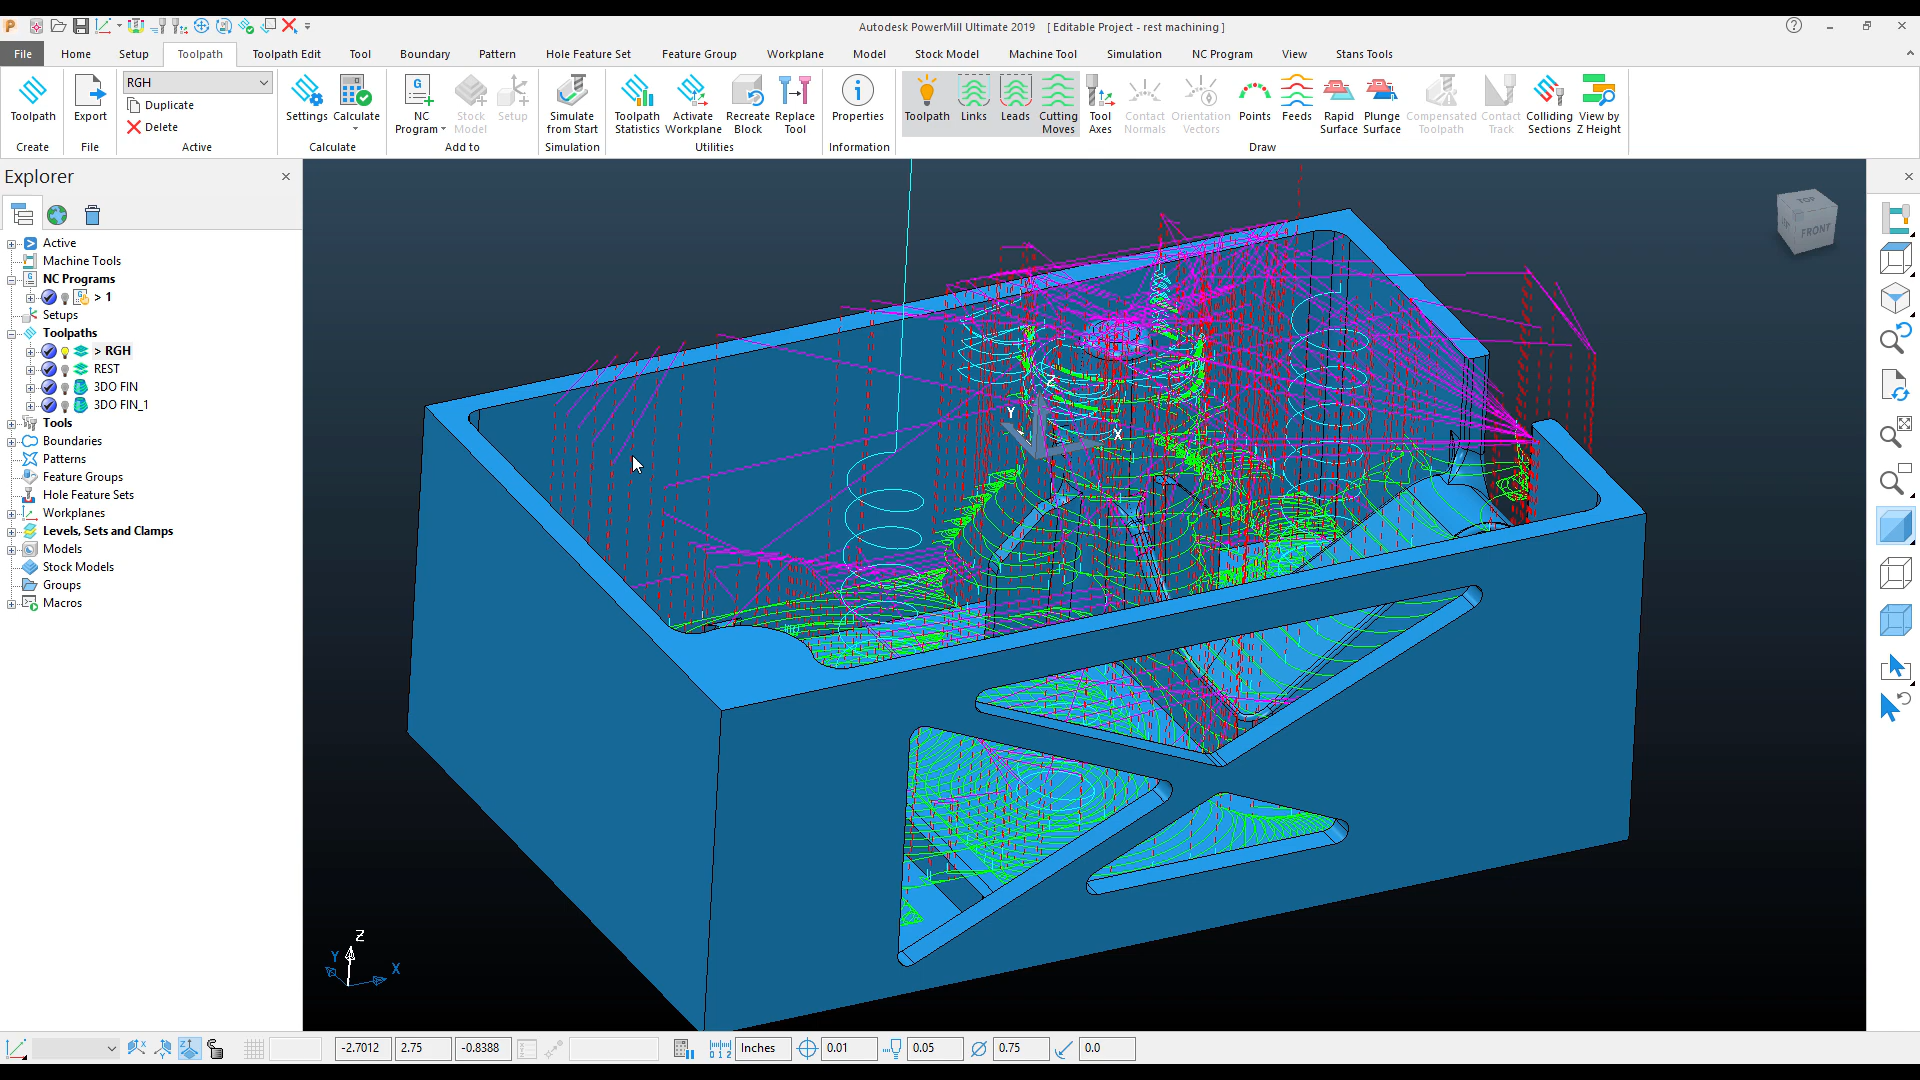 Autodesk PowerMill Ultimate 2019 [ Editable Project - rest machining ]
File Home Setup Toolpath Toolpath Edit Tool Boundary Pattern Hole Feature Set Feature Group Workplane Model Stock Model Machine Tool Simulation NC Program View Stans Tools
RGH
Duplicate
Delete
Toolpath Export Settings Calculate NC Program Stock Model Setup Simulate from Start Toolpath Statistics Activate Workplane Recreate Block Replace Tool Properties Toolpath Links Leads Cutting Moves Tool Axes Contact Normals Orientation Vectors Points Feeds Rapid Surface Plunge Surface Compensated Toolpath Contact Track Colliding Sections View by Z Height
Create File Active Calculate Add to Simulation Utilities Information Draw
Explorer
Active
Machine Tools
NC Programs
> 1
Setups
Toolpaths
> RGH
REST
3DO FIN
3DO FIN_1
Tools
Boundaries
Patterns
Feature Groups
Hole Feature Sets
Workplanes
Levels, Sets and Clamps
Models
Stock Models
Groups
Macros
TOP
FRONT
Z
Y
X
Z
Y
X
-2.7012 2.75 -0.8388 Inches 0.01 0.05 0.75 0.0